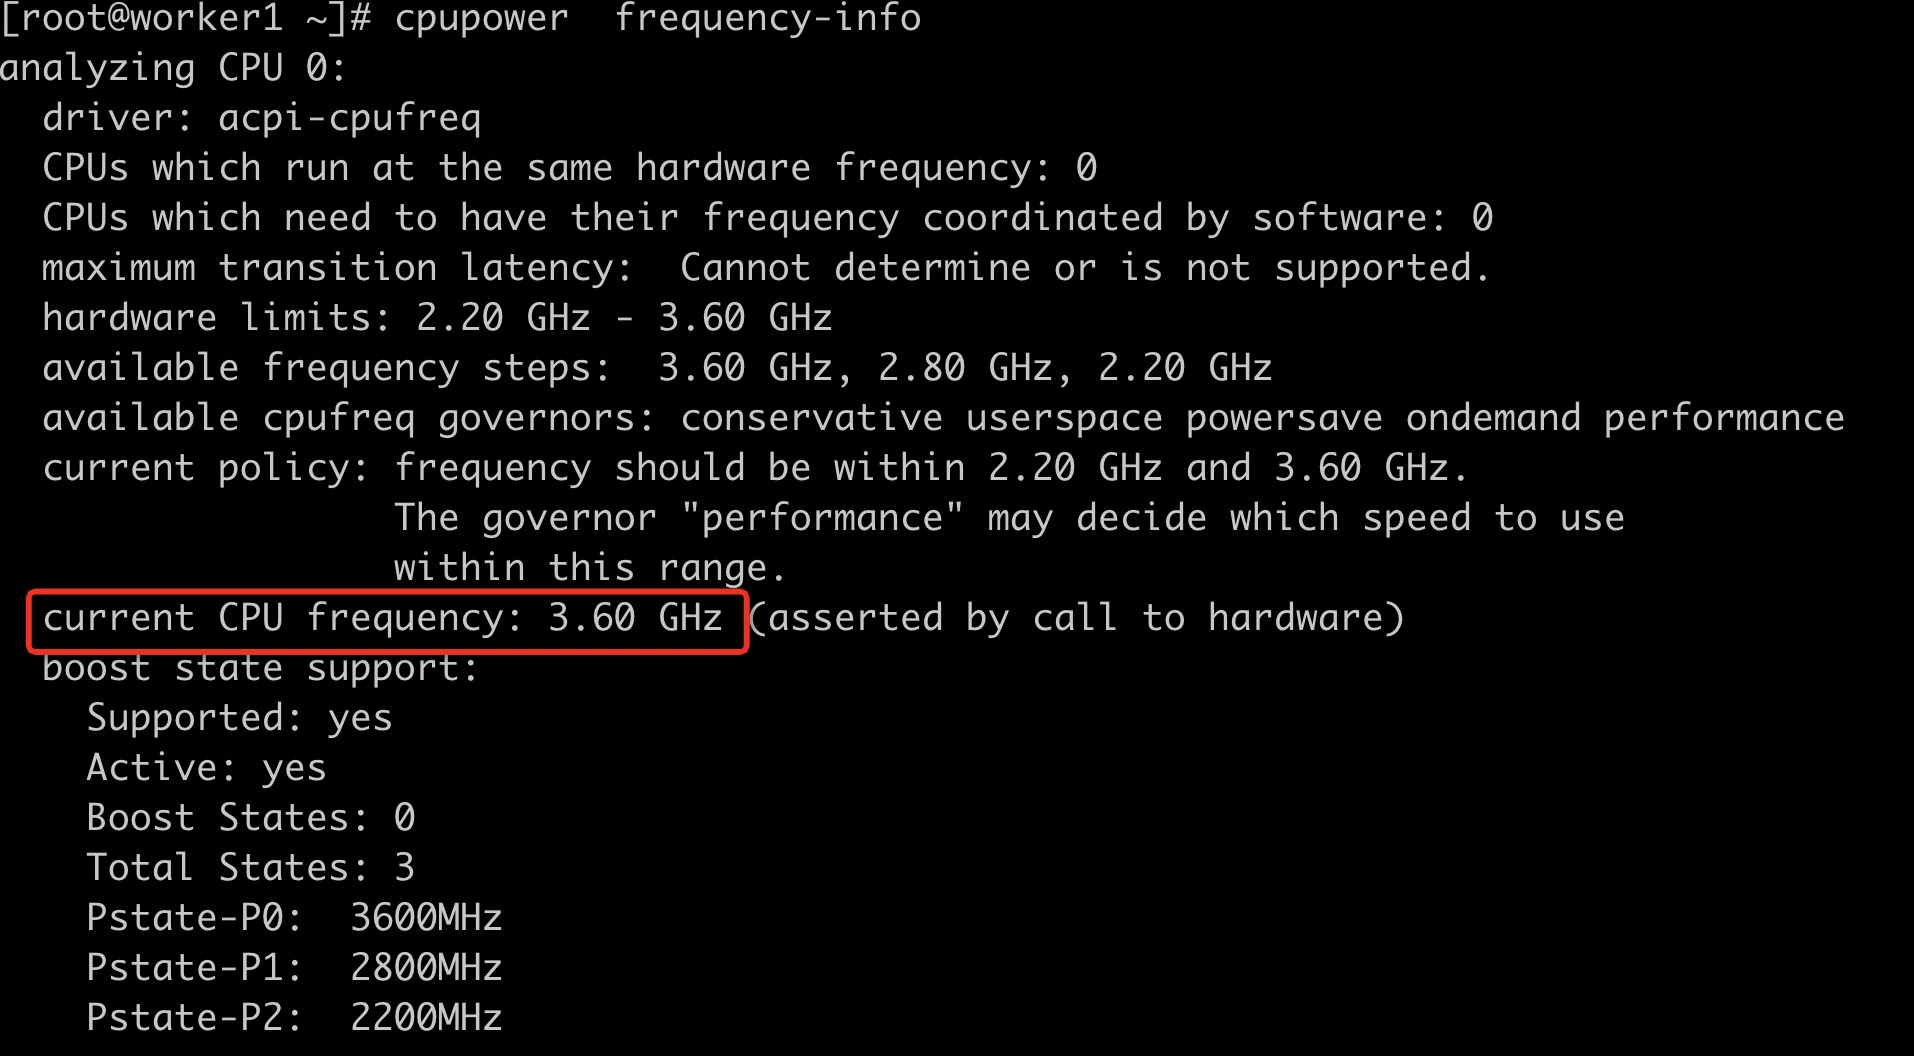 [root@worker1 ~]# cpupower  frequency-info
analyzing CPU 0:
  driver: acpi-cpufreq
  CPUs which run at the same hardware frequency: 0
  CPUs which need to have their frequency coordinated by software: 0
  maximum transition latency:  Cannot determine or is not supported.
  hardware limits: 2.20 GHz - 3.60 GHz
  available frequency steps:  3.60 GHz, 2.80 GHz, 2.20 GHz
  available cpufreq governors: conservative userspace powersave ondemand performance
  current policy: frequency should be within 2.20 GHz and 3.60 GHz.
                  The governor "performance" may decide which speed to use
                  within this range.
  current CPU frequency: 3.60 GHz (asserted by call to hardware)
  boost state support:
    Supported: yes
    Active: yes
    Boost States: 0
    Total States: 3
    Pstate-P0:  3600MHz
    Pstate-P1:  2800MHz
    Pstate-P2:  2200MHz